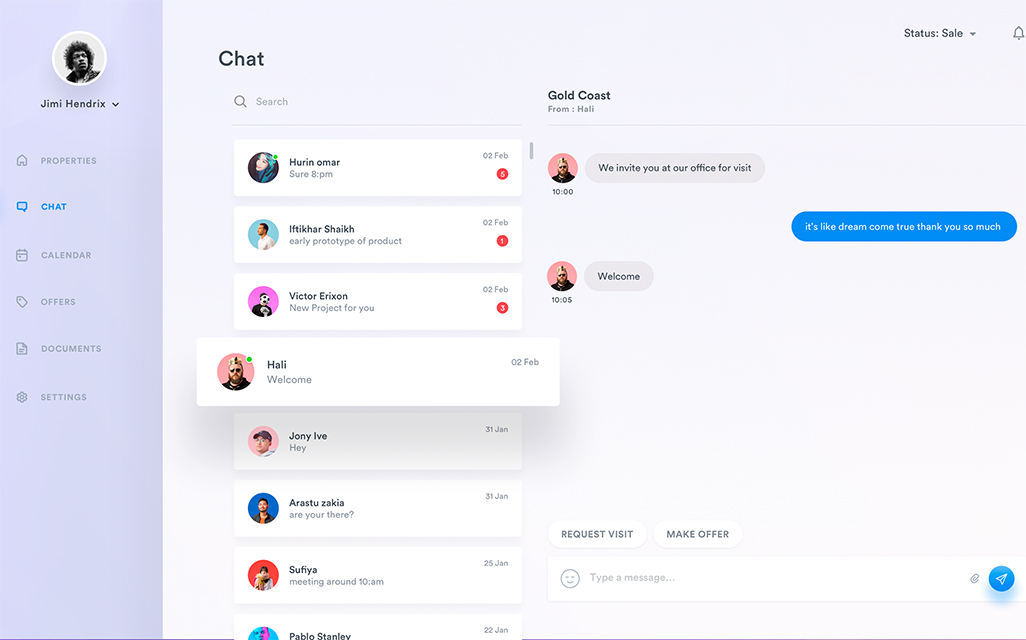 Status: Sale
Chat
Jimi Hendrix
Search
Gold Coast
From : Hali
PROPERTIES
CHAT
CALENDAR
OFFERS
DOCUMENTS
SETTINGS
Hurin omar
02 Feb
Sure 8:pm
5
Iftikhar Shaikh
02 Feb
early prototype of product
1
Victor Erixon
02 Feb
New Project for you
3
Hali
02 Feb
Welcome
Jony Ive
31 Jan
Hey
Arastu zakia
31 Jan
are your there?
Sufiya
25 Jan
meeting around 10:am
Pablo Stanley
22 Jan
We invite you at our office for visit
10:00
it's like dream come true thank you so much
Welcome
10:05
REQUEST VISIT
MAKE OFFER
Type a message...